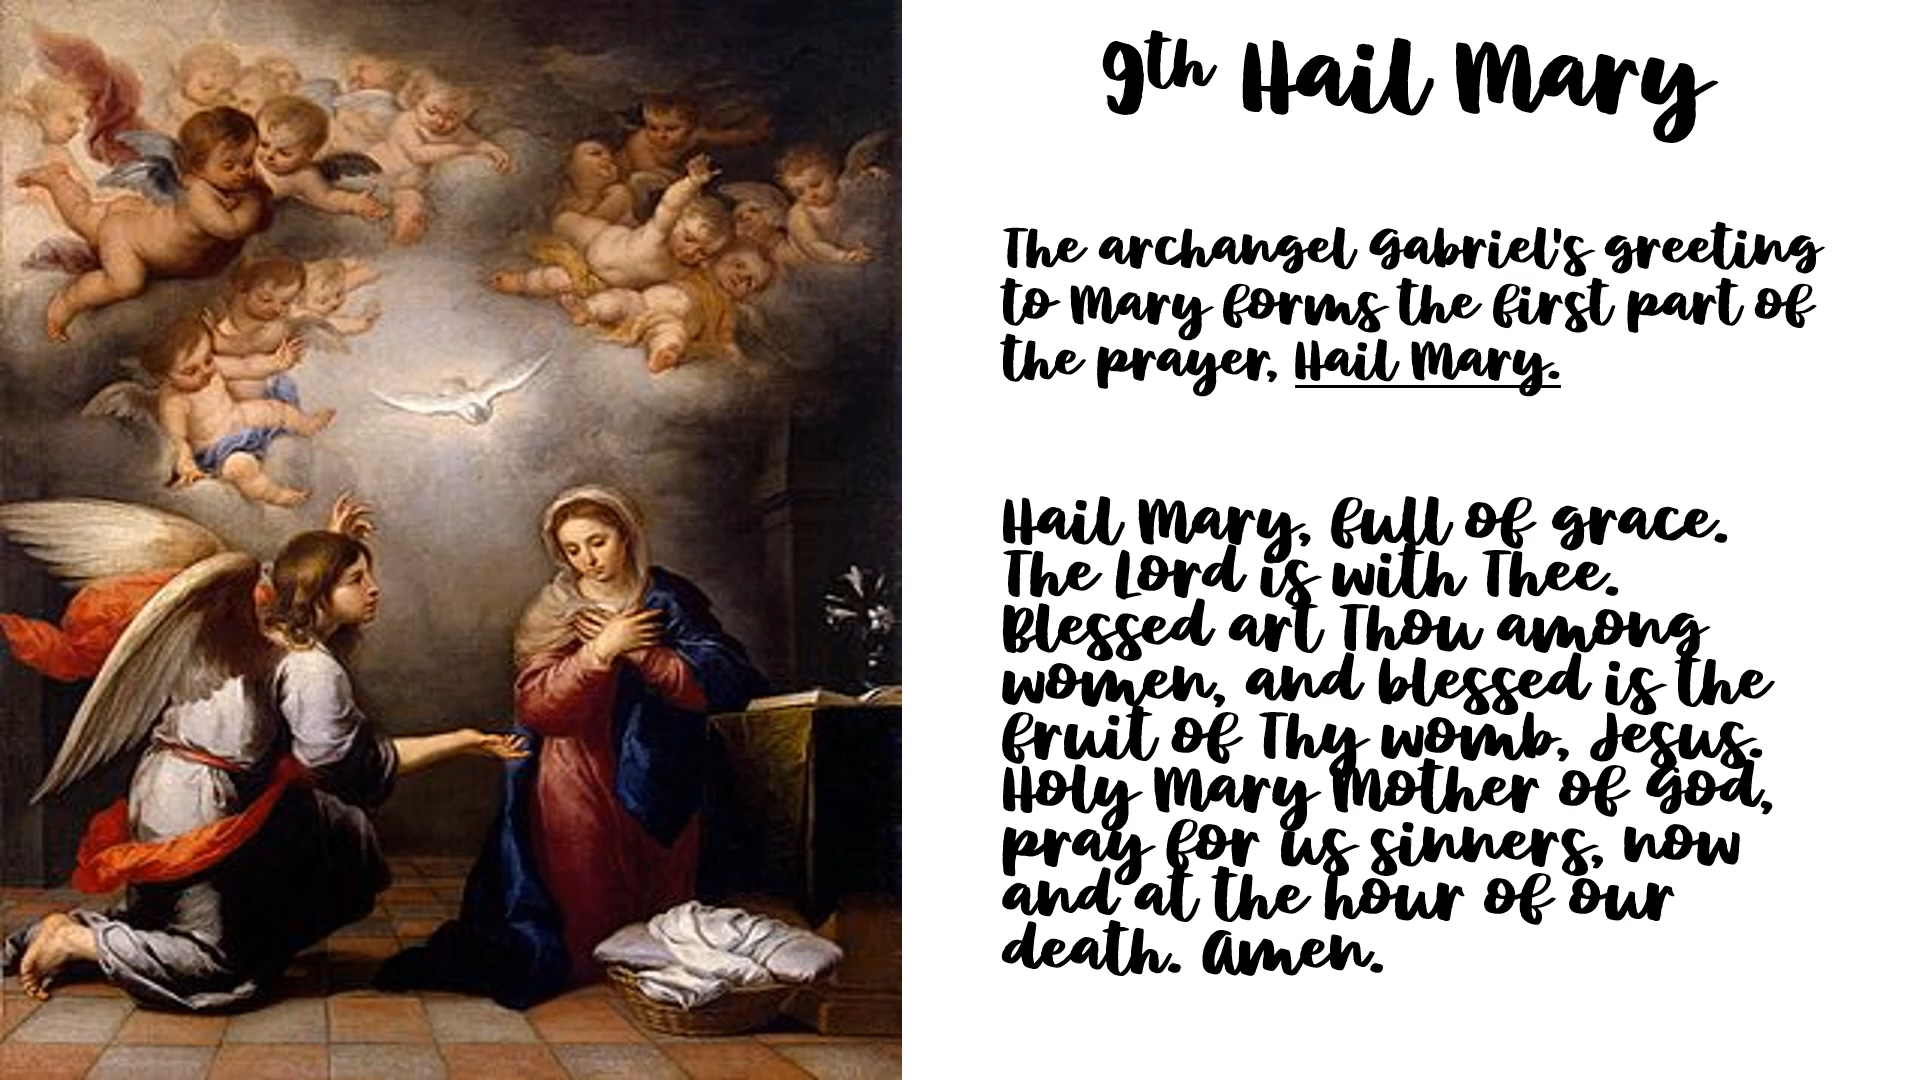 9th Hail Mary
The archangel Gabriel's greeting
to Mary forms the first part of
the prayer, Hail Mary.
Hail Mary, full of grace.
The Lord is with Thee.
Blessed art Thou among
women, and blessed is the
fruit of Thy womb, Jesus.
Holy Mary Mother of God,
pray for us sinners, now
and at the hour of our
death. Amen.